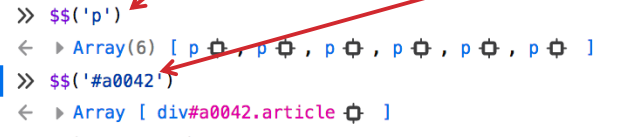 >> $$('p')
← ▸ Array(6) [ p , p , p , p , p , p ]
>> $$('#a0042')
← ▸ Array [ div#a0042.article ]